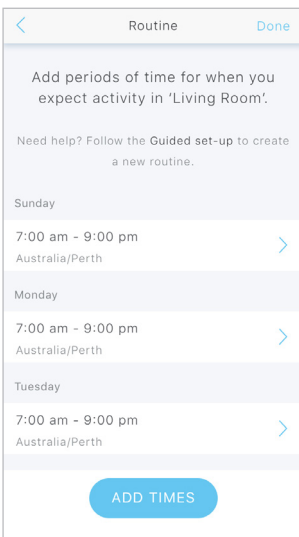 Routine
Done
Add periods of time for when you
expect activity in ‘Living Room’.
Need help? Follow the Guided set-up to create
a new routine.
Sunday
7:00 am - 9:00 pm
Australia/Perth
Monday
7:00 am - 9:00 pm
Australia/Perth
Tuesday
7:00 am - 9:00 pm
Australia/Perth
ADD TIMES